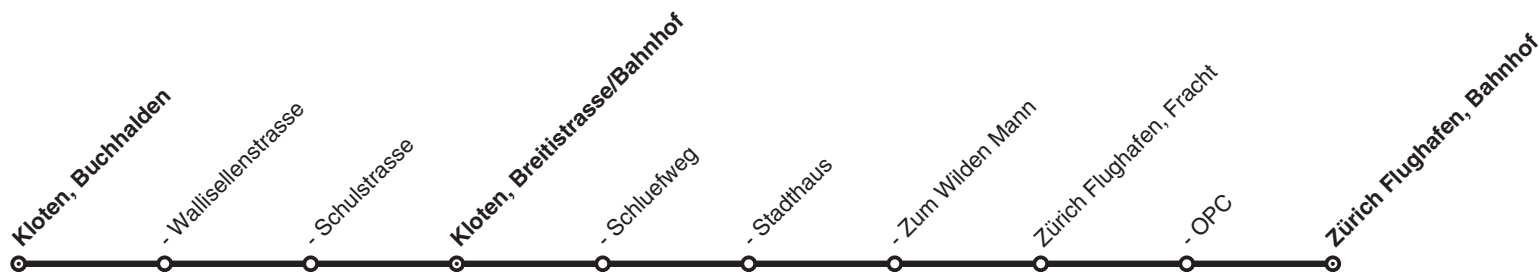 Kloten, Buchhalden
- Wallisellenstrasse
- Schulstrasse
Kloten, Breitistrasse/Bahnhof
- Schluefweg
- Stadthaus
- Zum Wilden Mann
Zürich Flughafen, Fracht
- OPC
Zürich Flughafen, Bahnhof